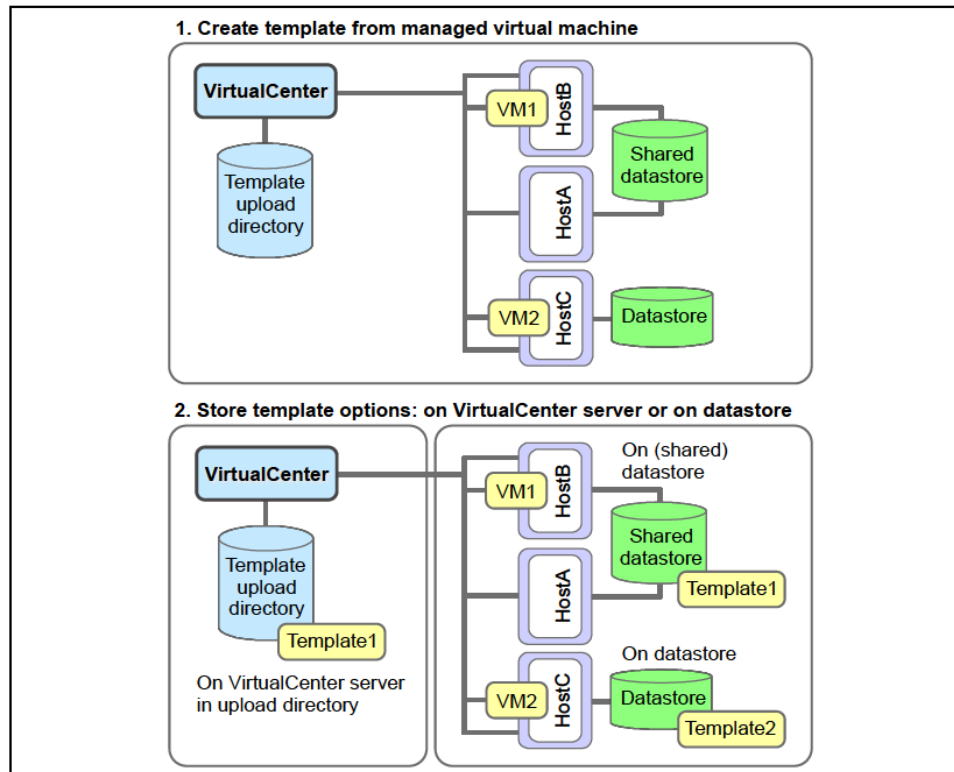 1. Create template from managed virtual machine
VirtualCenter
Template
upload
directory
VM1
HostB
Shared
datastore
HostA
VM2
HostC
Datastore
2. Store template options: on VirtualCenter server or on datastore
VirtualCenter
Template
upload
directory
Template1
On VirtualCenter server
in upload directory
VM1
HostB
On (shared)
datastore
Shared
datastore
Template1
HostA
VM2
HostC
On datastore
Datastore
Template2